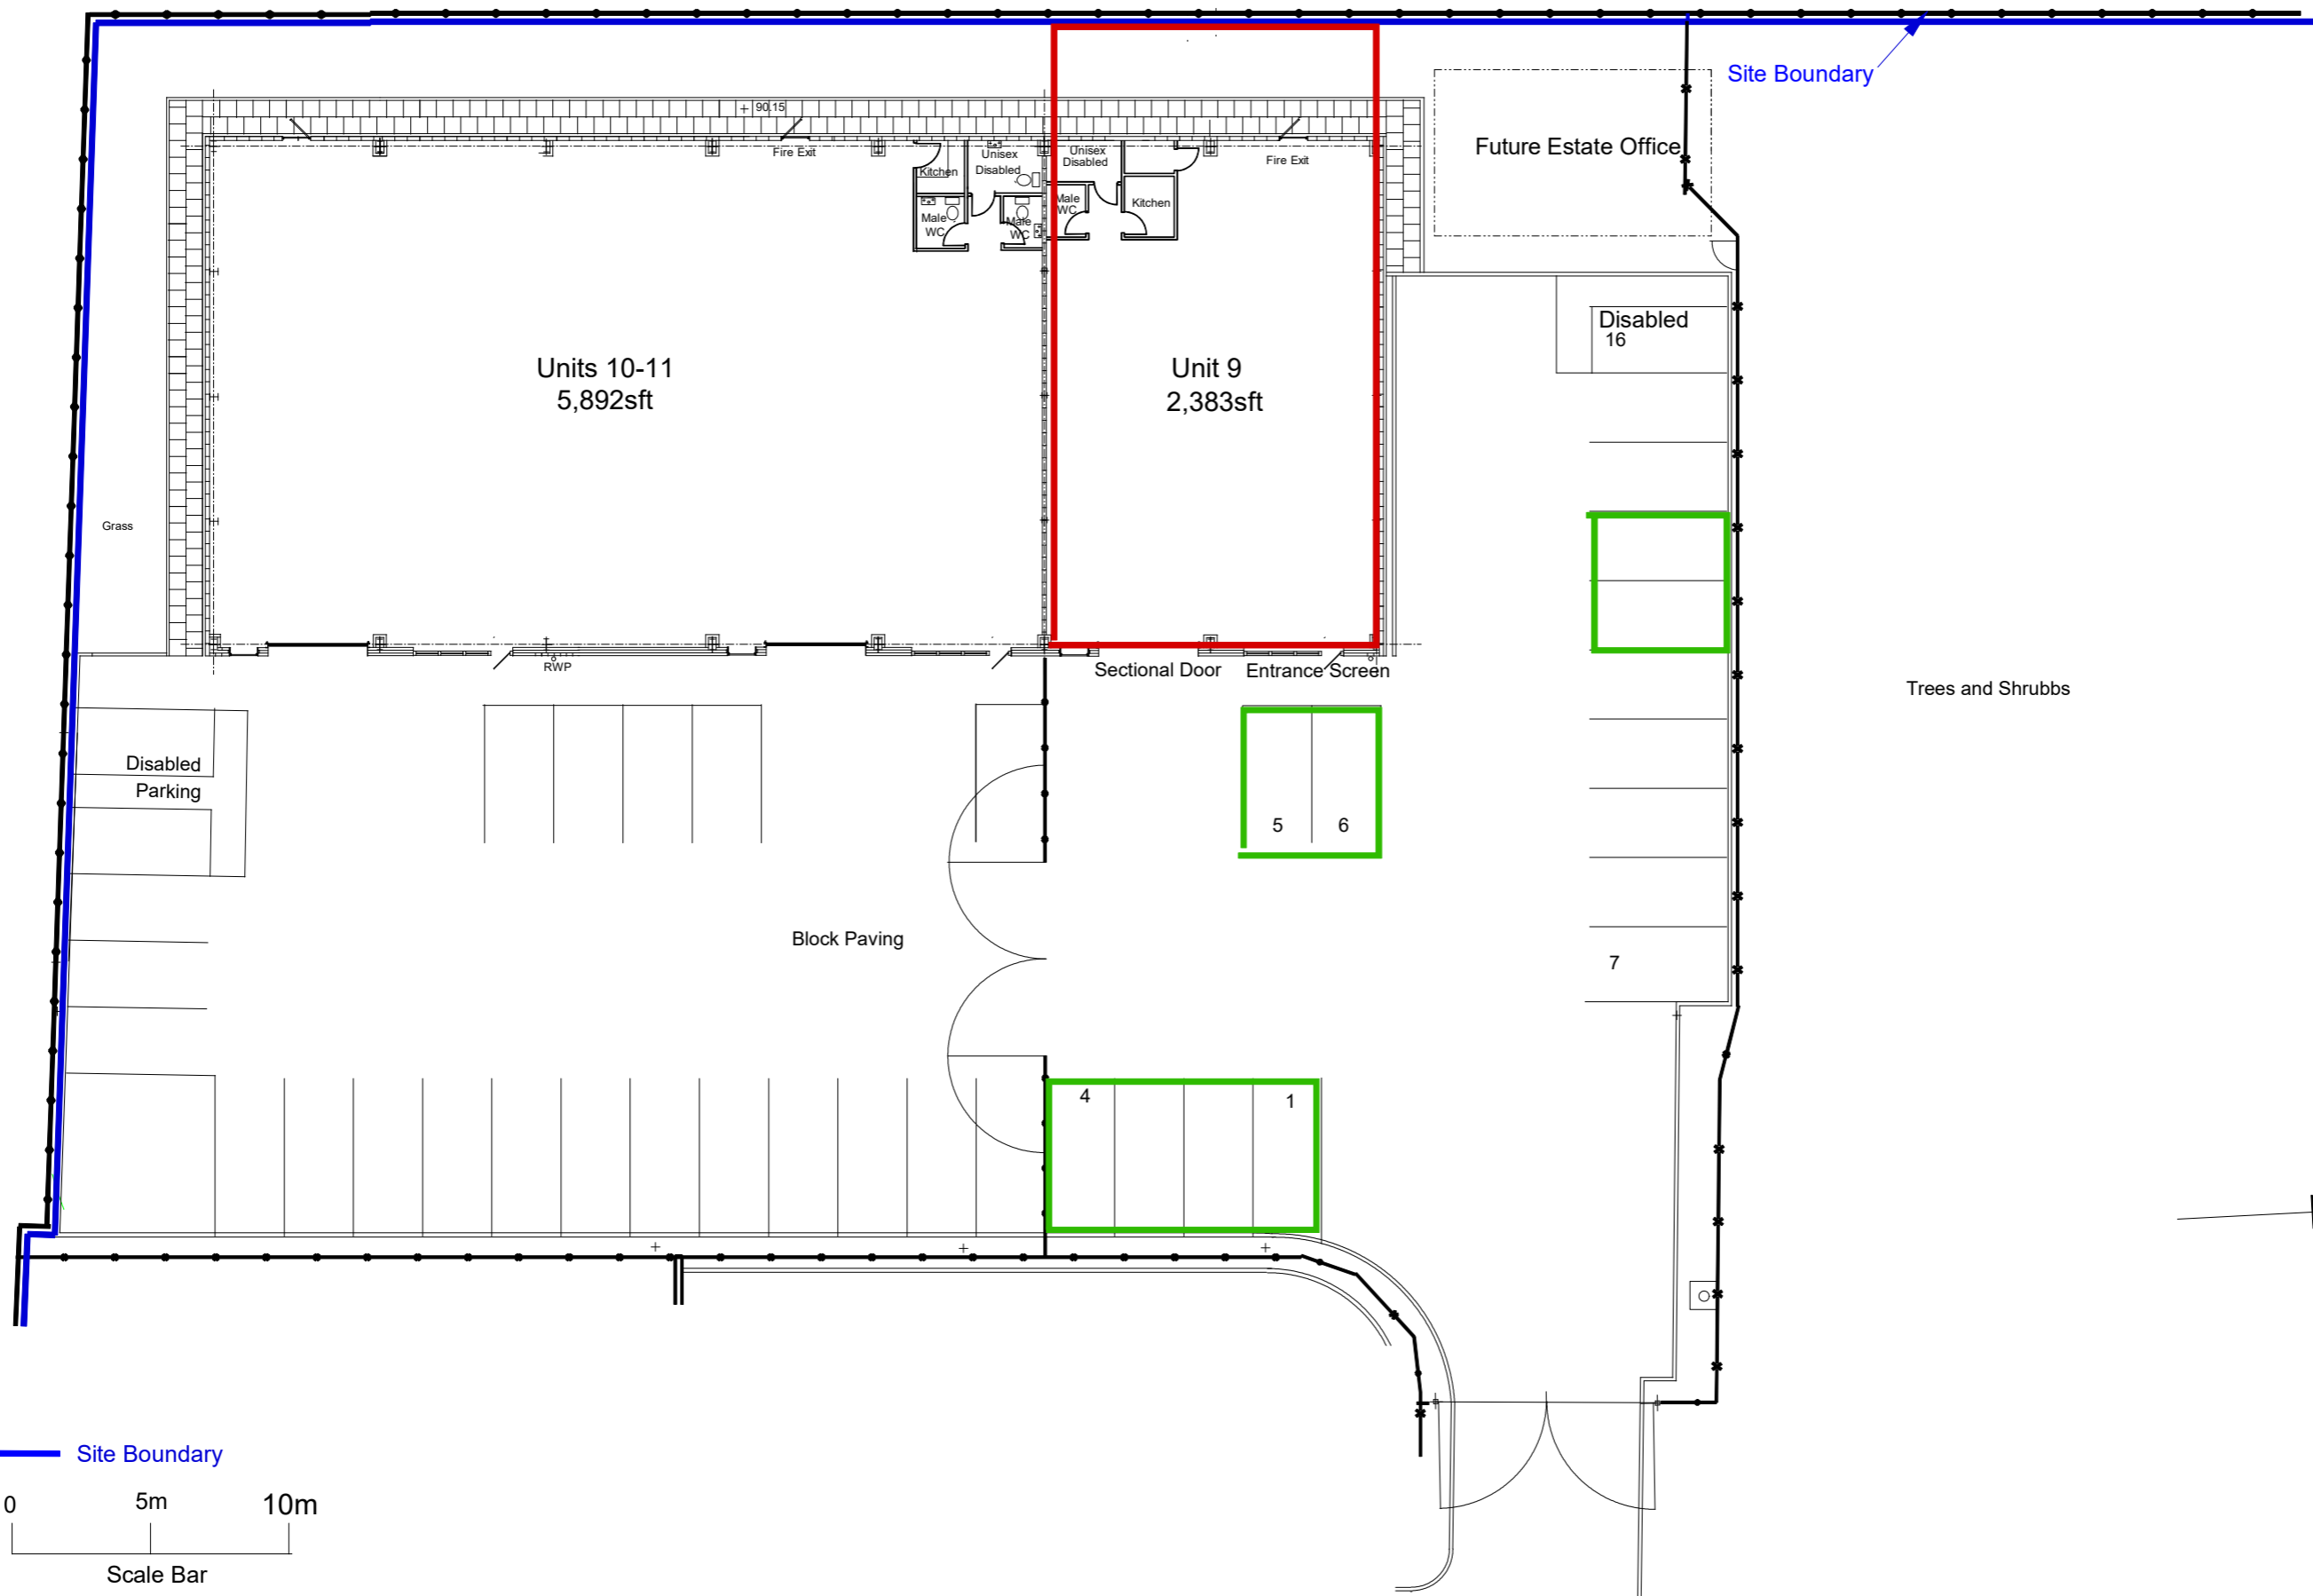 Site Boundary
90.15
Future Estate Office
Fire Exit
Unisex
Disabled
Unisex
Disabled
Fire Exit
Kitchen
Male
WC
Male
WC
Male
WC
Kitchen
Disabled
16
Units 10-11
5,892sft
Unit 9
2,383sft
Grass
RWP
Sectional Door
Entrance Screen
Trees and Shrubbs
Disabled
Parking
5
6
Block Paving
7
4
1
Site Boundary
0
5m
10m
Scale Bar